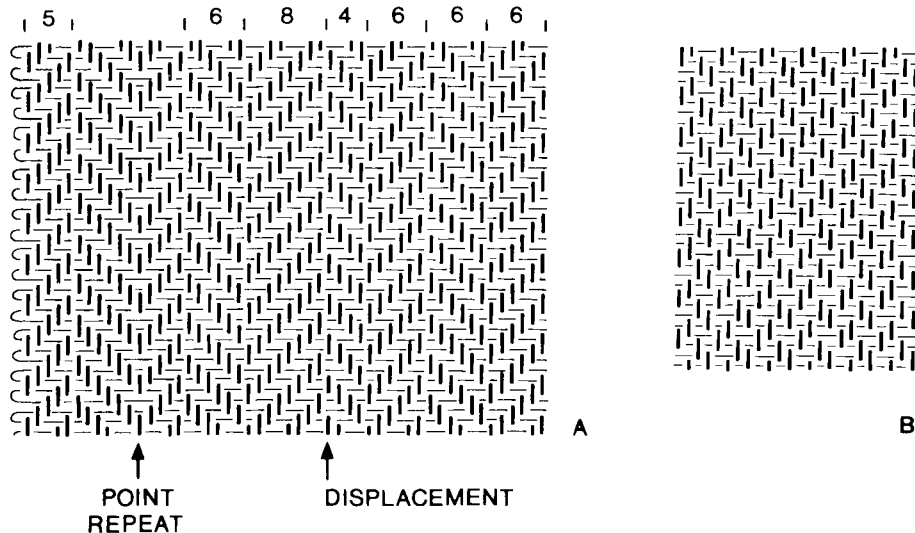 5 6 8 4 6 6 6
A
B
POINT DISPLACEMENT
REPEAT